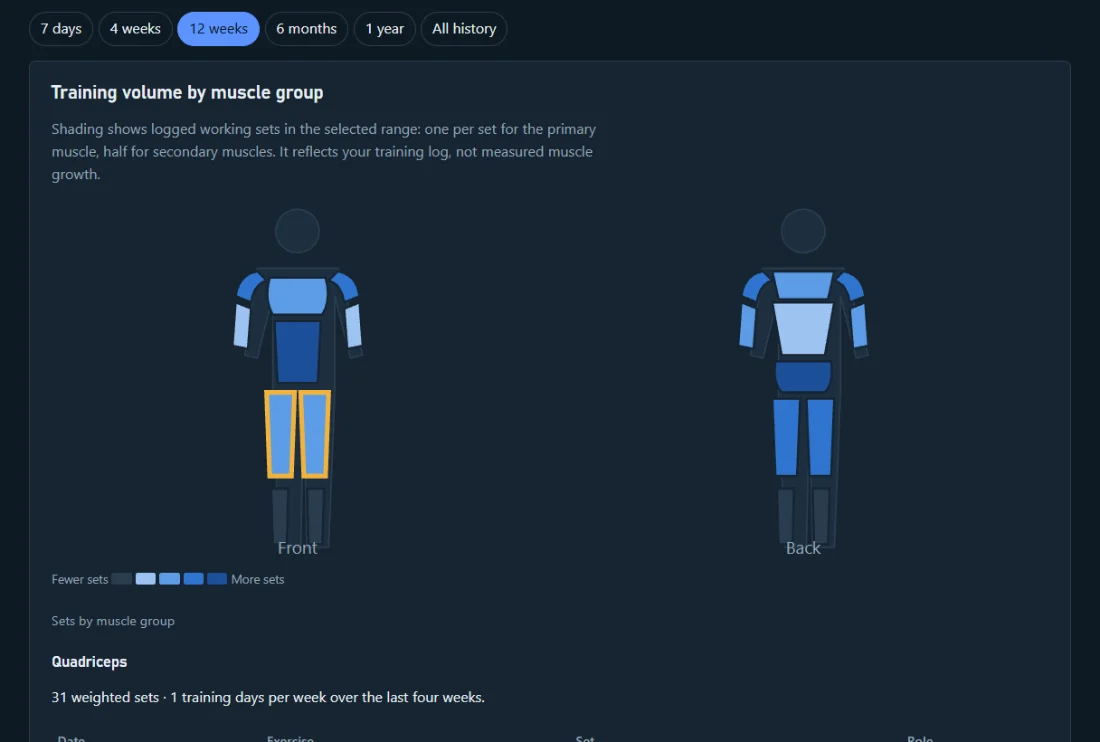 7 days 4 weeks 12 weeks 6 months 1 year All history
Training volume by muscle group
Shading shows logged working sets in the selected range: one per set for the primary
muscle, half for secondary muscles. It reflects your training log, not measured muscle
growth.
Front Back
Fewer sets More sets
Sets by muscle group
Quadriceps
31 weighted sets · 1 training days per week over the last four weeks.
Date Exercise Set Role